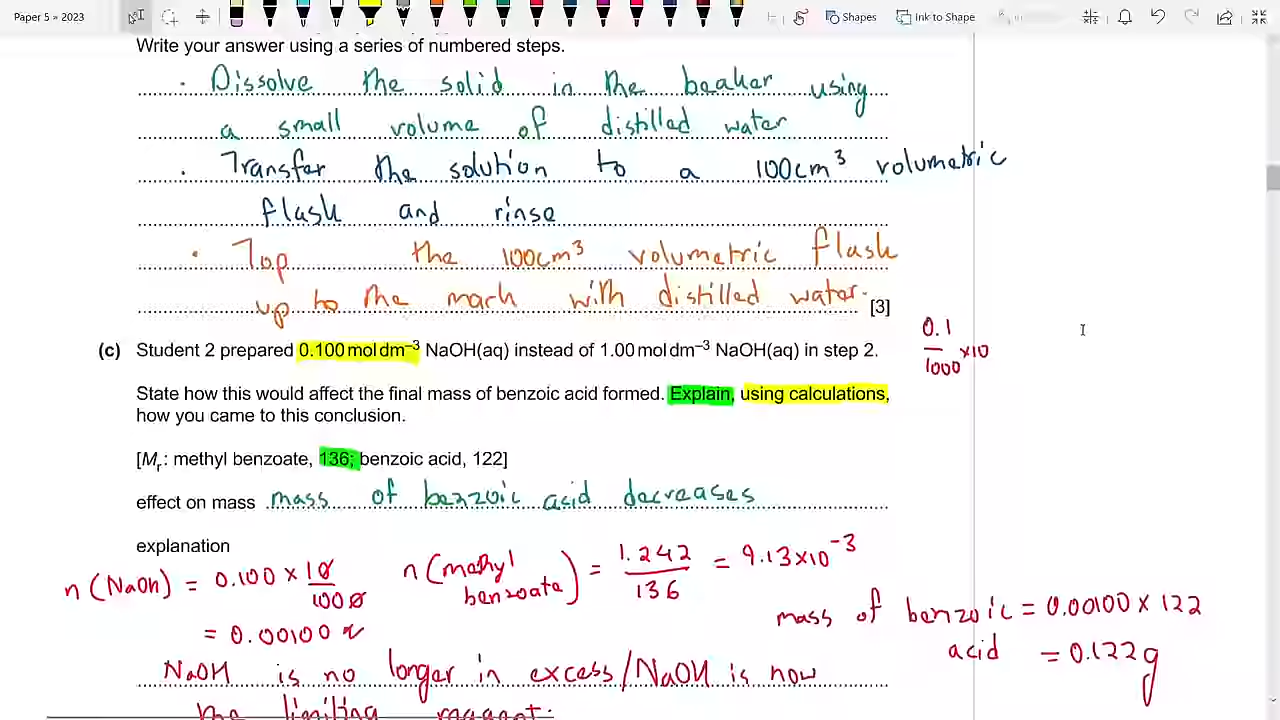 Paper 5 » 2023
Shapes
Ink to Shape
Write your answer using a series of numbered steps.
· Dissolve the solid in the beaker using
a small volume of distilled water
· Transfer the solution to a 100cm³ volumetric
flask and rinse
· Top the 100cm³ volumetric flask
up to the mark with distilled water.
[3]
(c) Student 2 prepared 0.100 mol dm⁻³ NaOH(aq) instead of 1.00 mol dm⁻³ NaOH(aq) in step 2.
0.1
1000 ×10
State how this would affect the final mass of benzoic acid formed. Explain, using calculations,
how you came to this conclusion.
[Mr: methyl benzoate, 136; benzoic acid, 122]
effect on mass mass of benzoic acid decreases
explanation
n (NaOH) = 0.100 × 10/1000
= 0.00100
n (methyl benzoate) = 1.242/136 = 9.13×10⁻³
mass of benzoic acid = 0.00100 × 122
= 0.122g
NaOH is no longer in excess/NaOH is now
the limiting reagent.